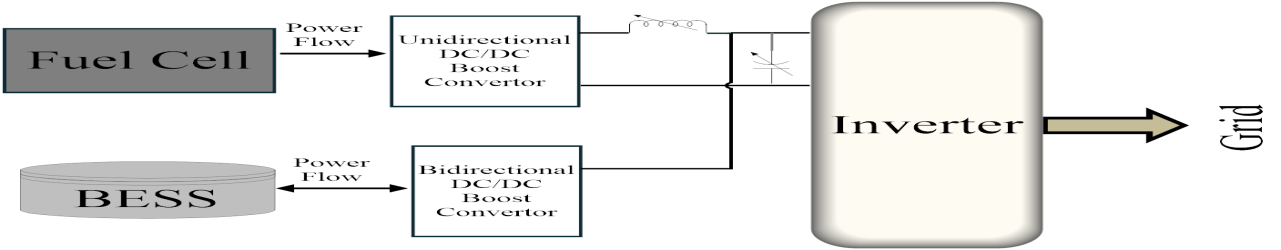 Fuel Cell
Power
Flow
Unidirectional
DC/DC
Boost
Convertor
BESS
Power
Flow
Bidirectional
DC/DC
Boost
Convertor
Inverter
Grid